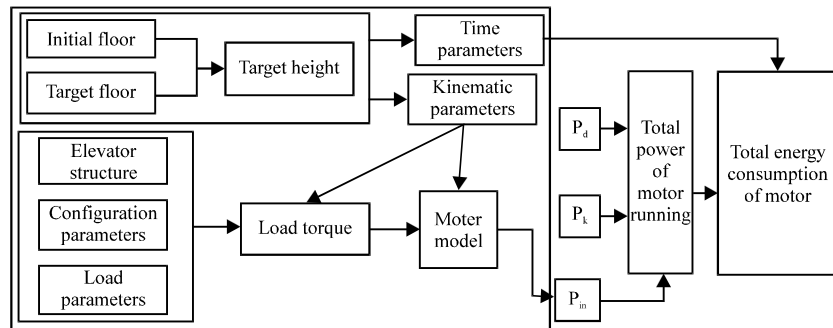 Initial floor
Target floor
Target height
Time
parameters
Kinematic
parameters
Elevator
structure
Configuration
parameters
Load
parameters
Load torque
Moter
model
Pd
Pk
Pin
Total
power
of
motor
running
Total energy
consumption
of motor